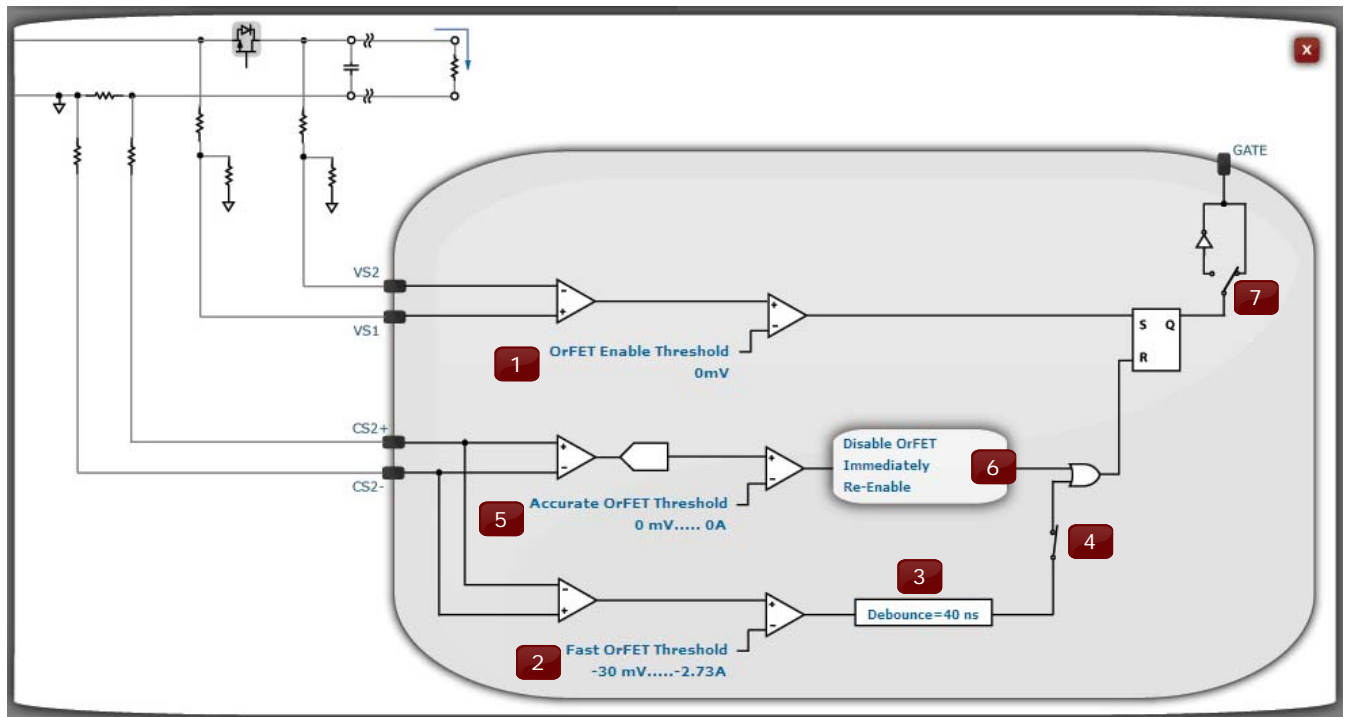 x
GATE
VS2
VS1
-
+
+
-
7
S Q
R
1
OrFET Enable Threshold
0mV
CS2+
CS2-
+
-
+
-
Disable OrFET
Immediately
Re-Enable
6
5
Accurate OrFET Threshold
0 mV..... 0A
4
3
-
+
+
-
Debounce=40 ns
2
Fast OrFET Threshold
-30 mV.....-2.73A